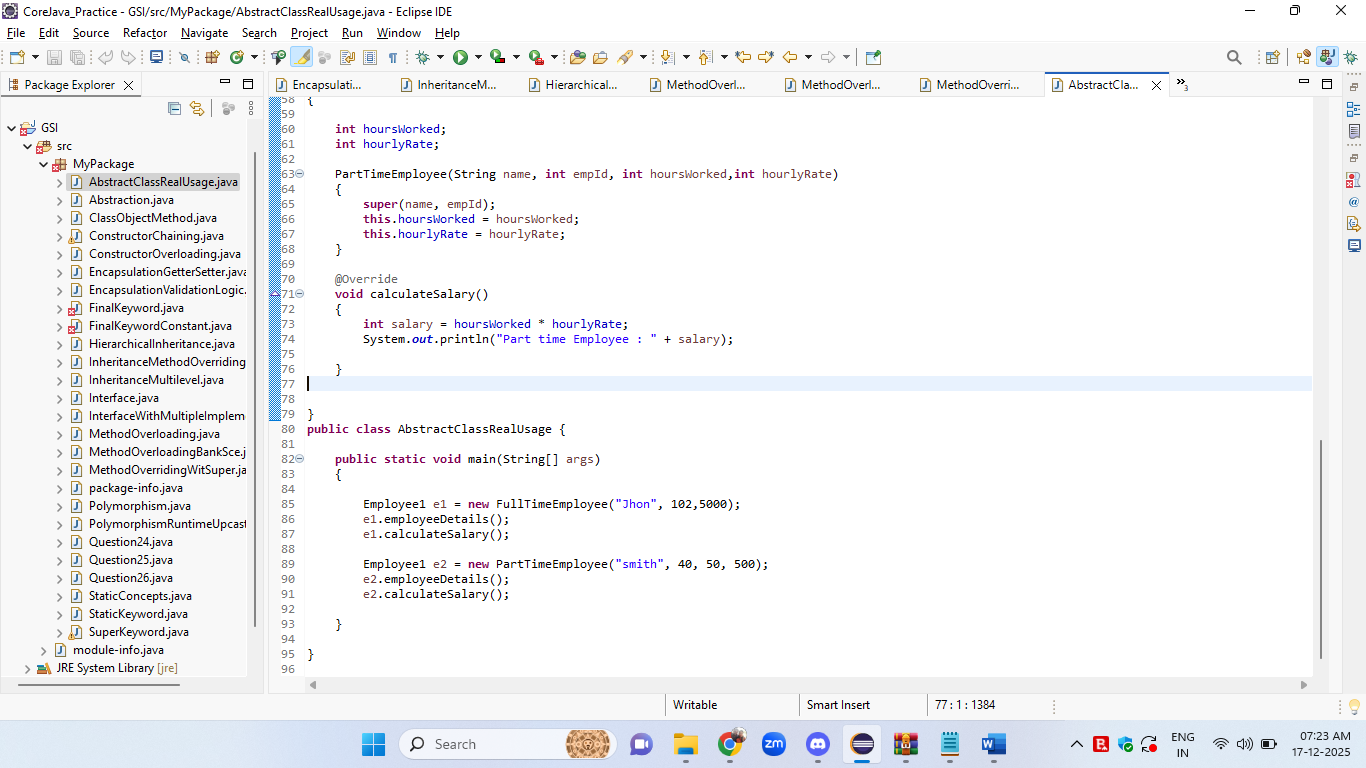 CoreJava_Practice - GSI/src/MyPackage/AbstractClassRealUsage.java - Eclipse IDE
File Edit Source Refactor Navigate Search Project Run Window Help
Package Explorer
Encapsulati... InheritanceM... Hierarchical... MethodOverl... MethodOverl... MethodOverri... AbstractCla... »3
GSI
src
MyPackage
AbstractClassRealUsage.java
Abstraction.java
ClassObjectMethod.java
ConstructorChaining.java
ConstructorOverloading.java
EncapsulationGetterSetter.java
EncapsulationValidationLogic.
FinalKeyword.java
FinalKeywordConstant.java
HierarchicalInheritance.java
InheritanceMethodOverriding
InheritanceMultilevel.java
Interface.java
InterfaceWithMultipleImplem
MethodOverloading.java
MethodOverloadingBankSce.j
MethodOverridingWitSuper.ja
package-info.java
Polymorphism.java
PolymorphismRuntimeUpcast
Question24.java
Question25.java
Question26.java
StaticConcepts.java
StaticKeyword.java
SuperKeyword.java
module-info.java
JRE System Library [jre]
58 {
59
60 int hoursWorked;
61 int hourlyRate;
62
63 PartTimeEmployee(String name, int empId, int hoursWorked,int hourlyRate)
64 {
65 super(name, empId);
66 this.hoursWorked = hoursWorked;
67 this.hourlyRate = hourlyRate;
68 }
69
70 @Override
71 void calculateSalary()
72 {
73 int salary = hoursWorked * hourlyRate;
74 System.out.println("Part time Employee : " + salary);
75
76 }
77
78
79 }
80 public class AbstractClassRealUsage {
81
82 public static void main(String[] args)
83 {
84
85 Employee1 e1 = new FullTimeEmployee("Jhon", 102,5000);
86 e1.employeeDetails();
87 e1.calculateSalary();
88
89 Employee1 e2 = new PartTimeEmployee("smith", 40, 50, 500);
90 e2.employeeDetails();
91 e2.calculateSalary();
92
93 }
94
95 }
96
Writable Smart Insert 77 : 1 : 1384
Search
zm
W
ENG
IN
07:23 AM
17-12-2025